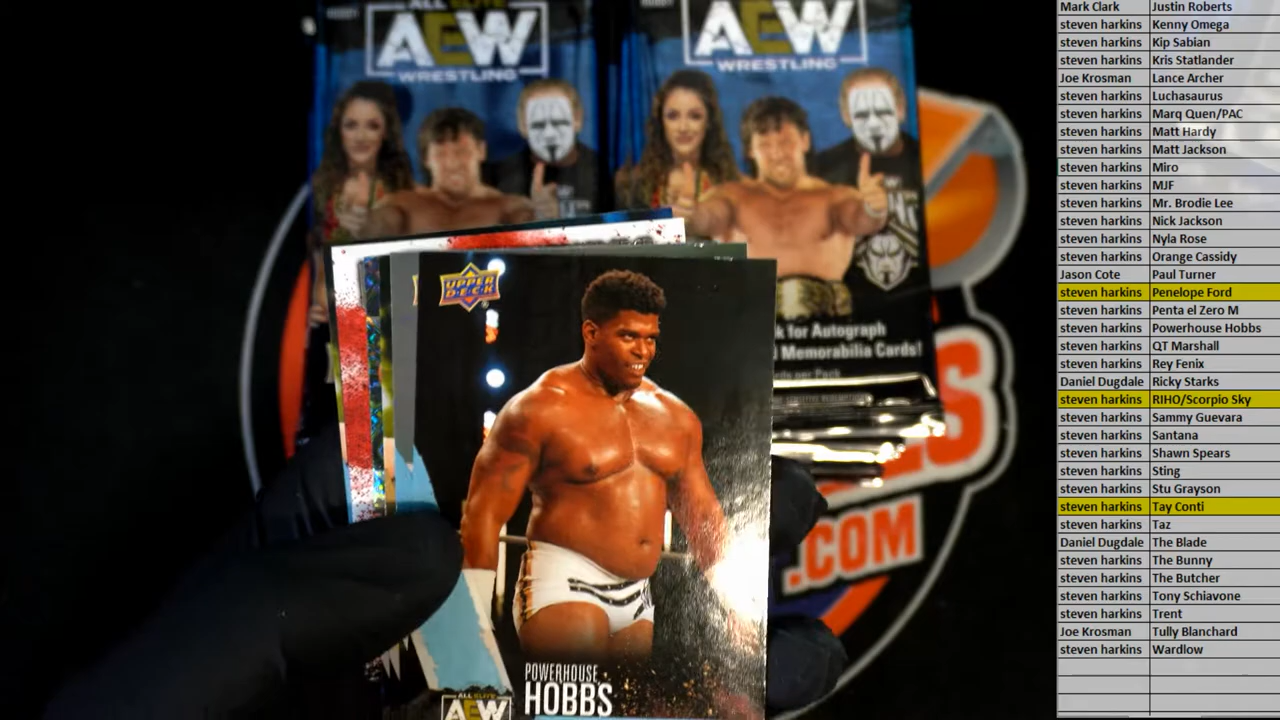 ALL ELITE
AEW
WRESTLING
AEW
WRESTLING
k for Autograph
Memorabilia Cards!
UPPER
DECK
POWERHOUSE
HOBBS
ALL ELITE
AEW
S
.COM
Mark Clark Justin Roberts
steven harkins Kenny Omega
steven harkins Kip Sabian
steven harkins Kris Statlander
Joe Krosman Lance Archer
steven harkins Luchasaurus
steven harkins Marq Quen/PAC
steven harkins Matt Hardy
steven harkins Matt Jackson
steven harkins Miro
steven harkins MJF
steven harkins Mr. Brodie Lee
steven harkins Nick Jackson
steven harkins Nyla Rose
steven harkins Orange Cassidy
Jason Cote Paul Turner
steven harkins Penelope Ford
steven harkins Penta el Zero M
steven harkins Powerhouse Hobbs
steven harkins QT Marshall
steven harkins Rey Fenix
Daniel Dugdale Ricky Starks
steven harkins RIHO/Scorpio Sky
steven harkins Sammy Guevara
steven harkins Santana
steven harkins Shawn Spears
steven harkins Sting
steven harkins Stu Grayson
steven harkins Tay Conti
steven harkins Taz
Daniel Dugdale The Blade
steven harkins The Bunny
steven harkins The Butcher
steven harkins Tony Schiavone
steven harkins Trent
Joe Krosman Tully Blanchard
steven harkins Wardlow